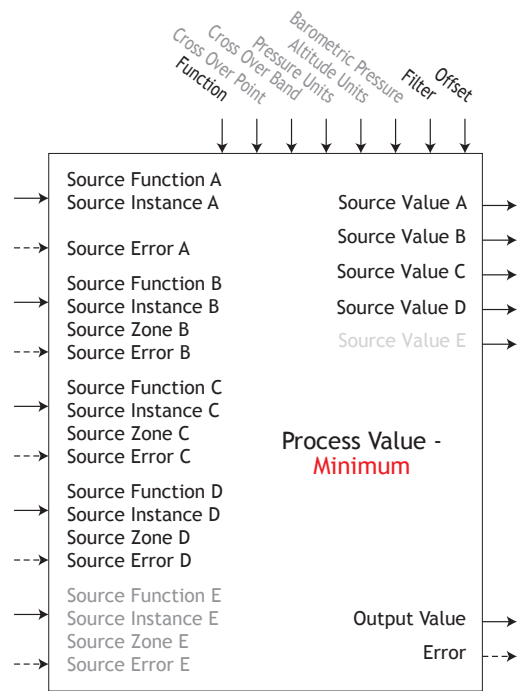 Function
Cross Over Point
Cross Over Band
Pressure Units
Altitude Units
Barometric Pressure
Filter
Offset
Source Function A
Source Instance A
Source Error A
Source Function B
Source Instance B
Source Zone B
Source Error B
Source Function C
Source Instance C
Source Zone C
Source Error C
Source Function D
Source Instance D
Source Zone D
Source Error D
Source Function E
Source Instance E
Source Zone E
Source Error E
Source Value A
Source Value B
Source Value C
Source Value D
Source Value E
Process Value -
Minimum
Output Value
Error